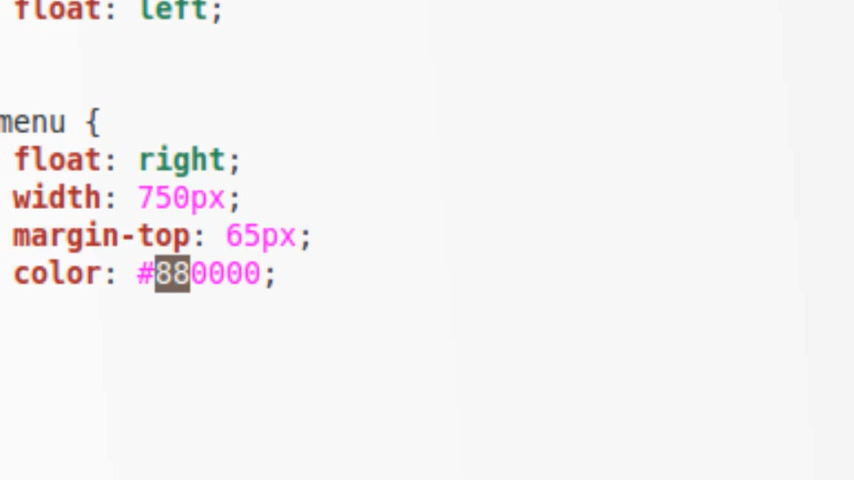 float: left;
menu {
float: right;
width: 750px;
margin-top: 65px;
color: #880000;